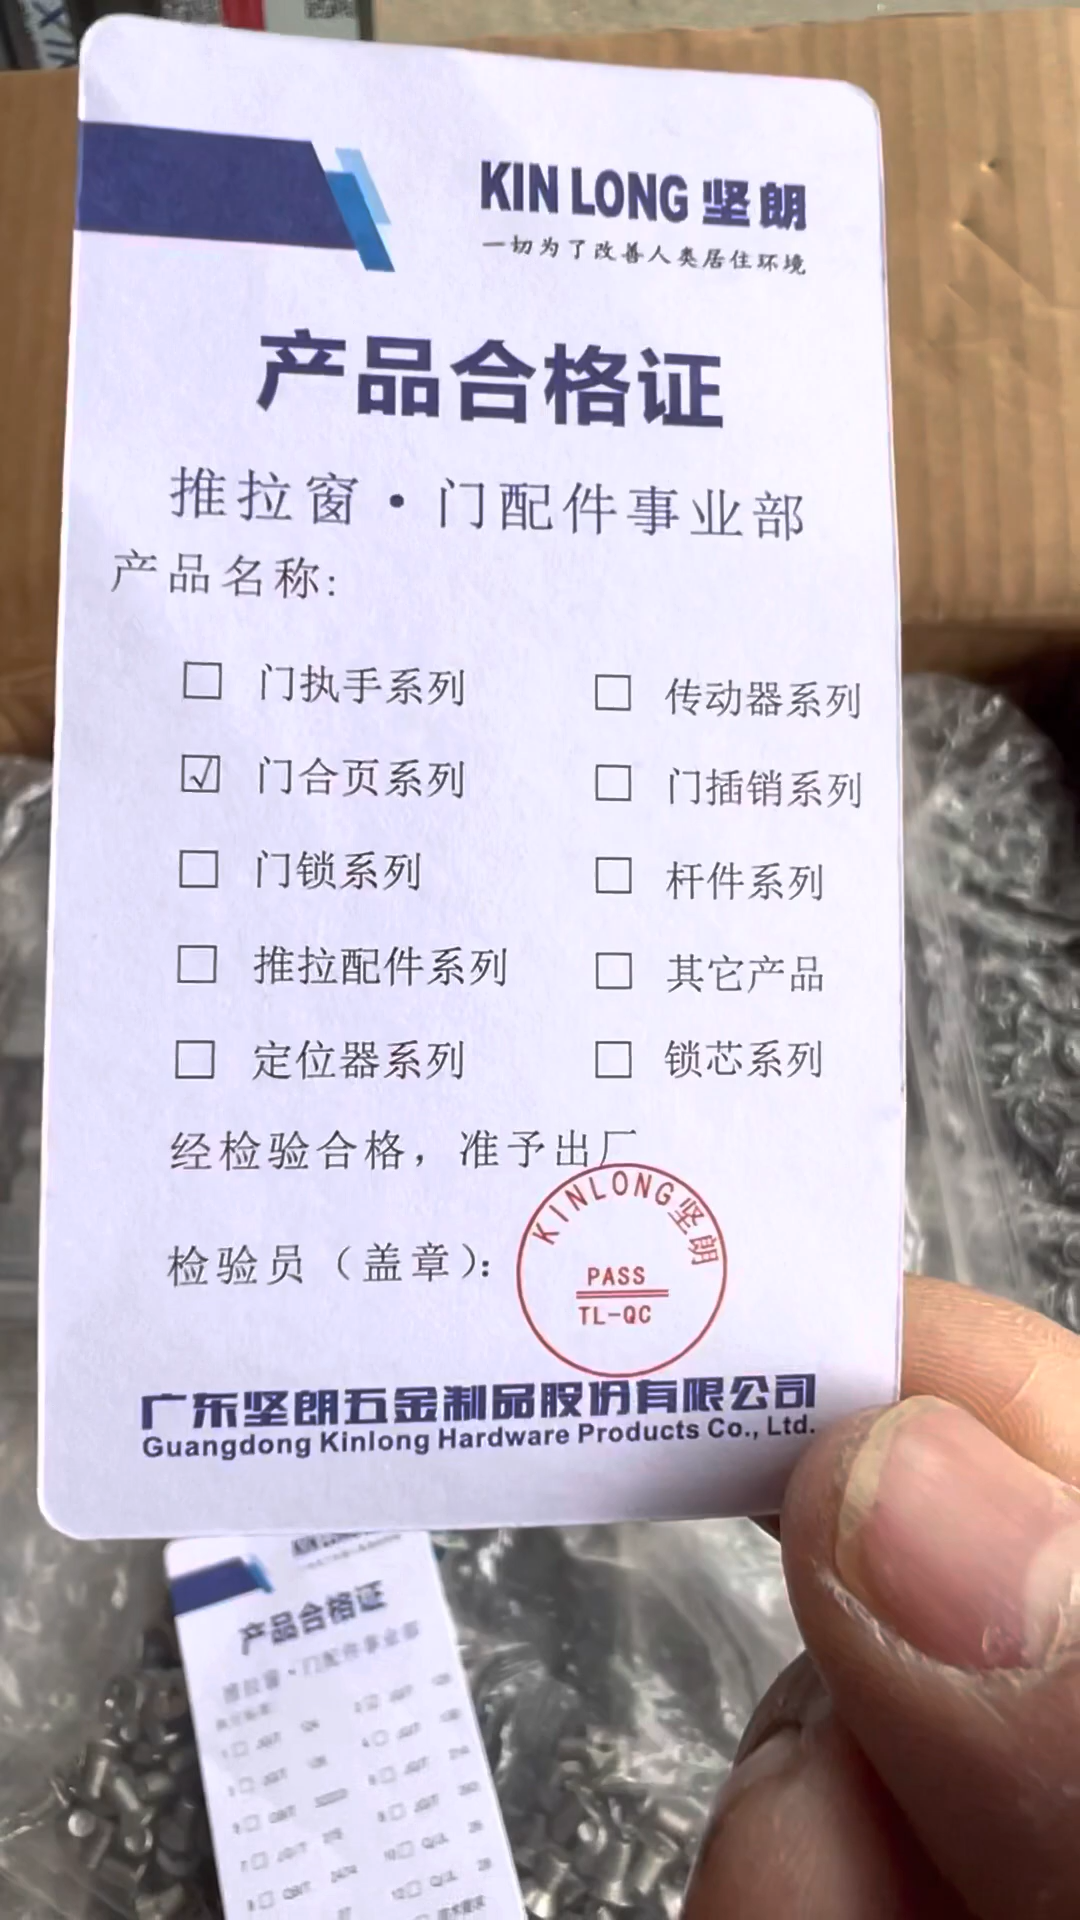 KIN LONG 坚朗
一切为了改善人类居住环境
产品合格证
推拉窗·门配件事业部
产品名称:
☐ 门执手系列 ☐ 传动器系列
☑ 门合页系列 ☐ 门插销系列
☐ 门锁系列 ☐ 杆件系列
☐ 推拉配件系列 ☐ 其它产品
☐ 定位器系列 ☐ 锁芯系列
经检验合格，准予出厂
检验员（盖章）：
KINLONG坚朗
PASS
TL-QC
广东坚朗五金制品股份有限公司
Guangdong Kinlong Hardware Products Co., Ltd.
产品合格证
门配件事业部